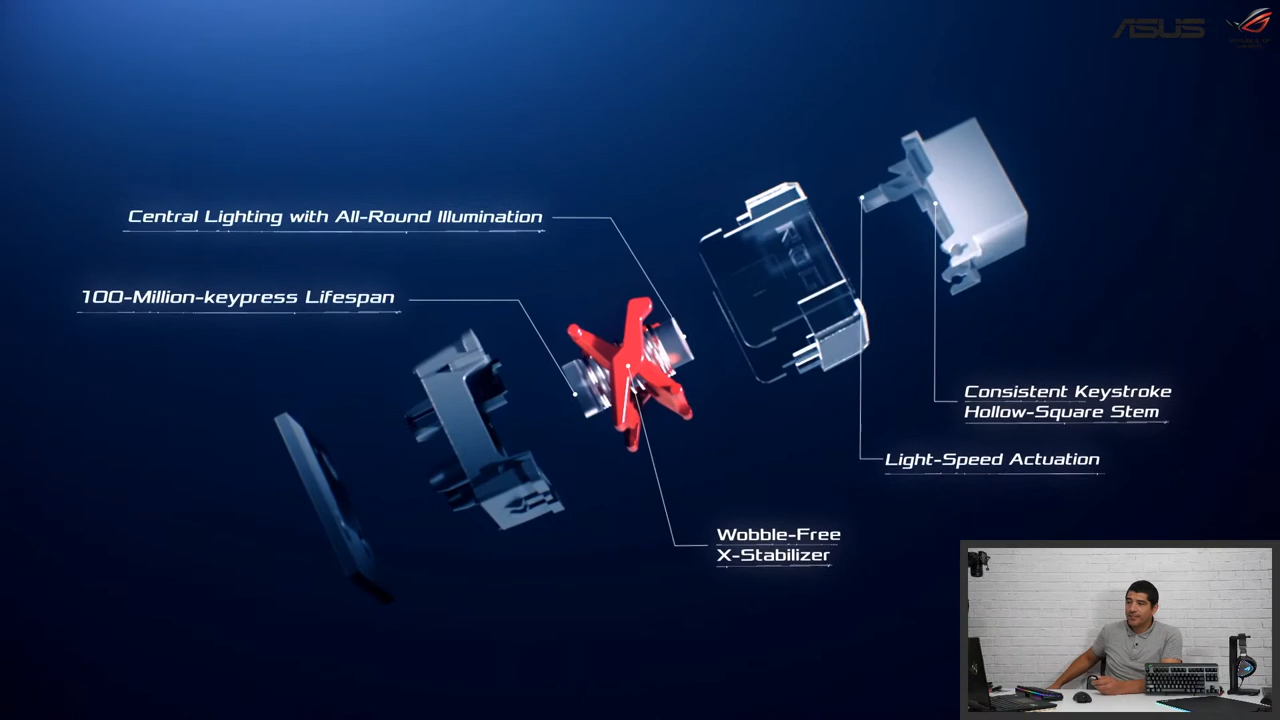 ASUS
Central Lighting with All-Round Illumination
100-Million-keypress Lifespan
Consistent Keystroke
Hollow-Square Stem
Light-Speed Actuation
Wobble-Free
X-Stabilizer